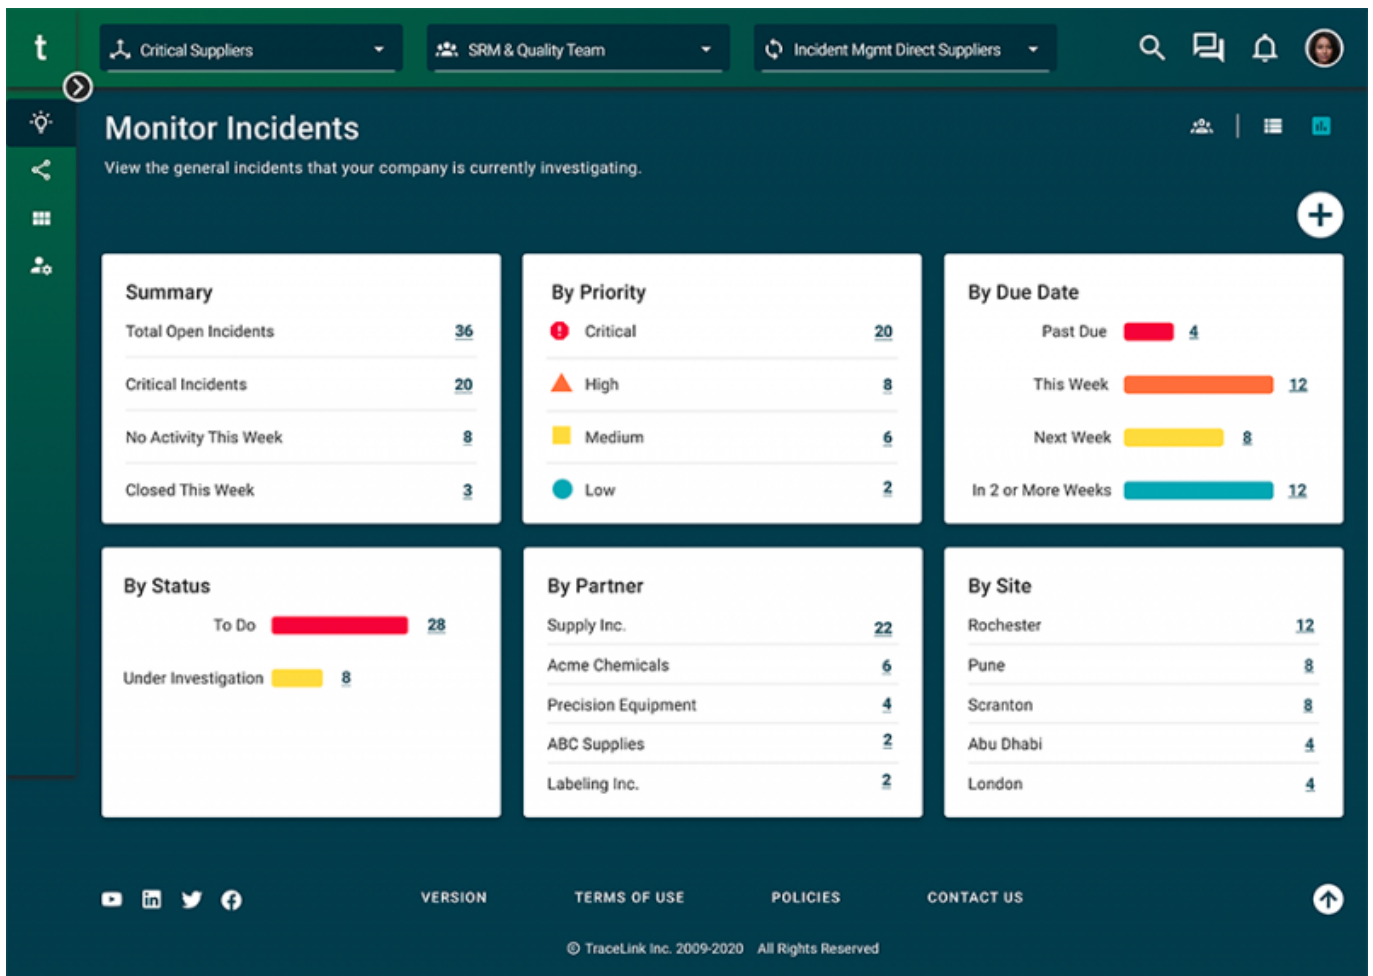 t
Critical Suppliers
SRM & Quality Team
Incident Mgmt Direct Suppliers
Monitor Incidents
View the general incidents that your company is currently investigating.
Summary
Total Open Incidents 36
Critical Incidents 20
No Activity This Week 8
Closed This Week 3
By Priority
Critical 20
High 8
Medium 6
Low 2
By Due Date
Past Due 4
This Week 12
Next Week 8
In 2 or More Weeks 12
By Status
To Do 28
Under Investigation 8
By Partner
Supply Inc. 22
Acme Chemicals 6
Precision Equipment 4
ABC Supplies 2
Labeling Inc. 2
By Site
Rochester 12
Pune 8
Scranton 8
Abu Dhabi 4
London 4
VERSION TERMS OF USE POLICIES CONTACT US
© TraceLink Inc. 2009-2020 All Rights Reserved